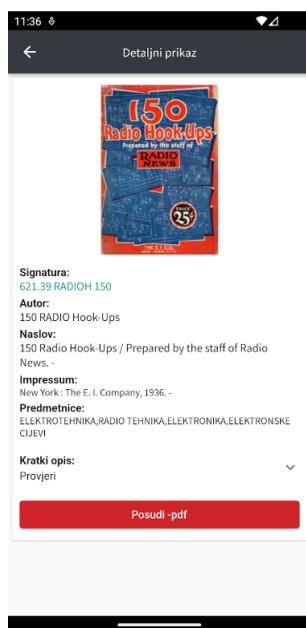 11:36
Detaljni prikaz
150
Radio Hook-Ups
Prepared by the staff of
RADIO
NEWS
PRICE
25¢
THE E.I. CO.
Signatura:
621.39 RADIOH 150
Autor:
150 RADIO Hook-Ups
Naslov:
150 Radio Hook-Ups / Prepared by the staff of Radio
News. -
Impressum:
New York : The E. I. Company, 1936. -
Predmetnice:
ELEKTROTEHNIKA,RADIO TEHNIKA,ELEKTRONIKA,ELEKTRONSKE
CIJEVI
Kratki opis:
Provjeri
Posudi -pdf